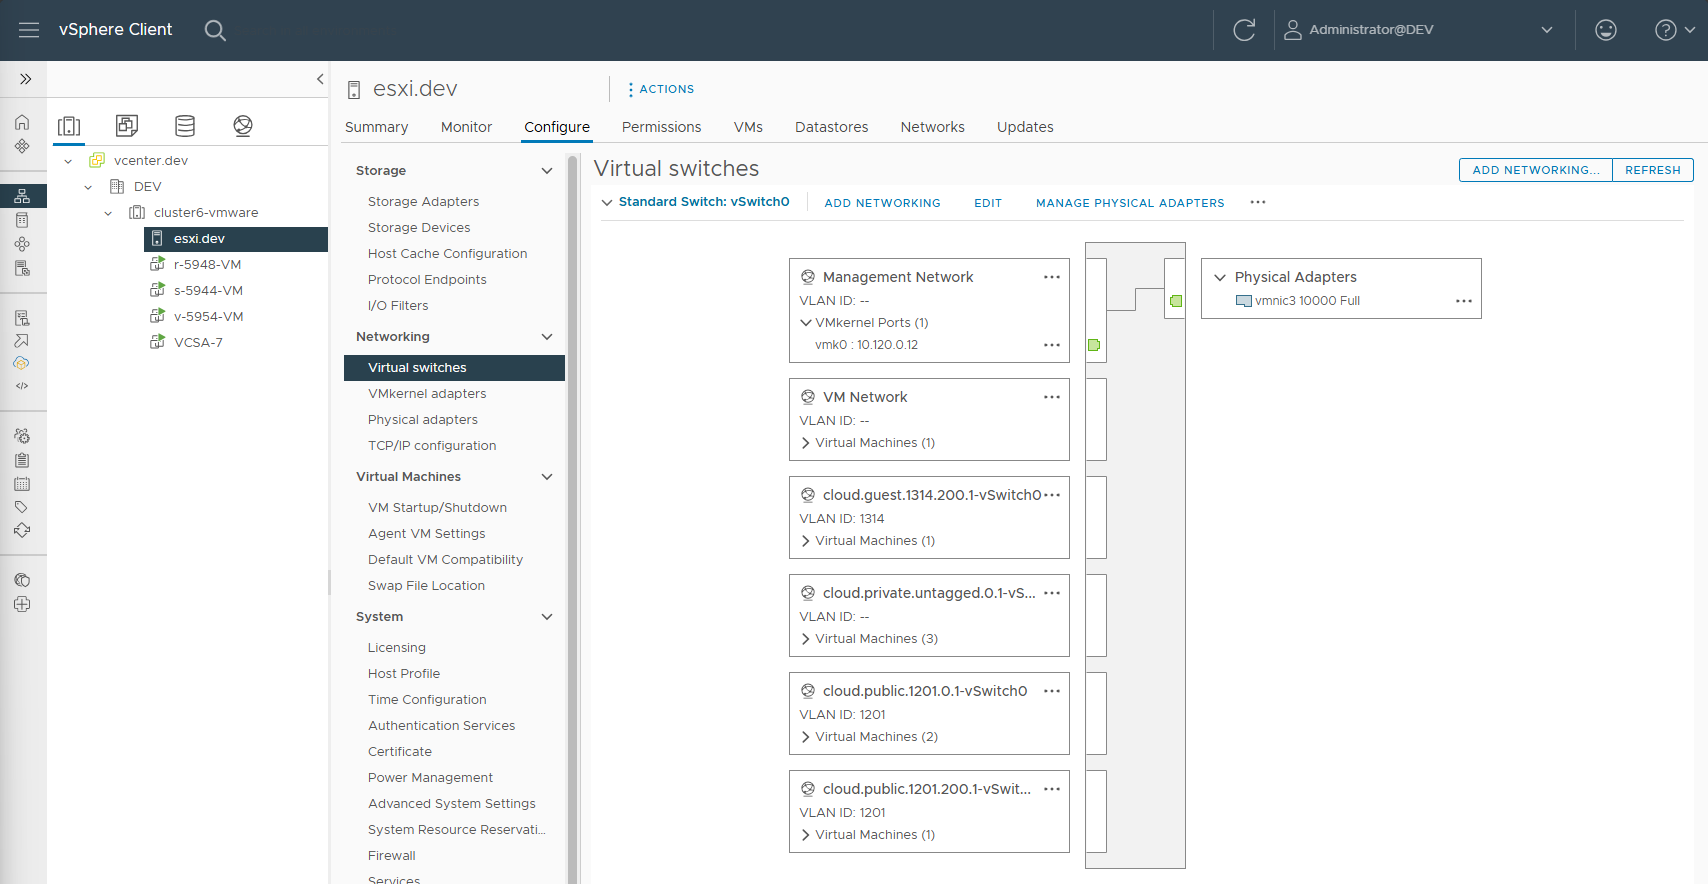 vSphere Client
Administrator@DEV
esxi.dev
ACTIONS
Summary Monitor Configure Permissions VMs Datastores Networks Updates
vcenter.dev
DEV
cluster6-vmware
esxi.dev
r-5948-VM
s-5944-VM
v-5954-VM
VCSA-7
Storage
Storage Adapters
Storage Devices
Host Cache Configuration
Protocol Endpoints
I/O Filters
Networking
Virtual switches
VMkernel adapters
Physical adapters
TCP/IP configuration
Virtual Machines
VM Startup/Shutdown
Agent VM Settings
Default VM Compatibility
Swap File Location
System
Licensing
Host Profile
Time Configuration
Authentication Services
Certificate
Power Management
Advanced System Settings
System Resource Reservati...
Firewall
Services
Virtual switches
ADD NETWORKING... REFRESH
Standard Switch: vSwitch0 ADD NETWORKING EDIT MANAGE PHYSICAL ADAPTERS ...
Management Network ...
VLAN ID: --
VMkernel Ports (1)
vmk0 : 10.120.0.12 ...
VM Network ...
VLAN ID: --
Virtual Machines (1)
cloud.guest.1314.200.1-vSwitch0 ...
VLAN ID: 1314
Virtual Machines (1)
cloud.private.untagged.0.1-vS... ...
VLAN ID: --
Virtual Machines (3)
cloud.public.1201.0.1-vSwitch0 ...
VLAN ID: 1201
Virtual Machines (2)
cloud.public.1201.200.1-vSwit... ...
VLAN ID: 1201
Virtual Machines (1)
Physical Adapters
vmnic3 10000 Full ...